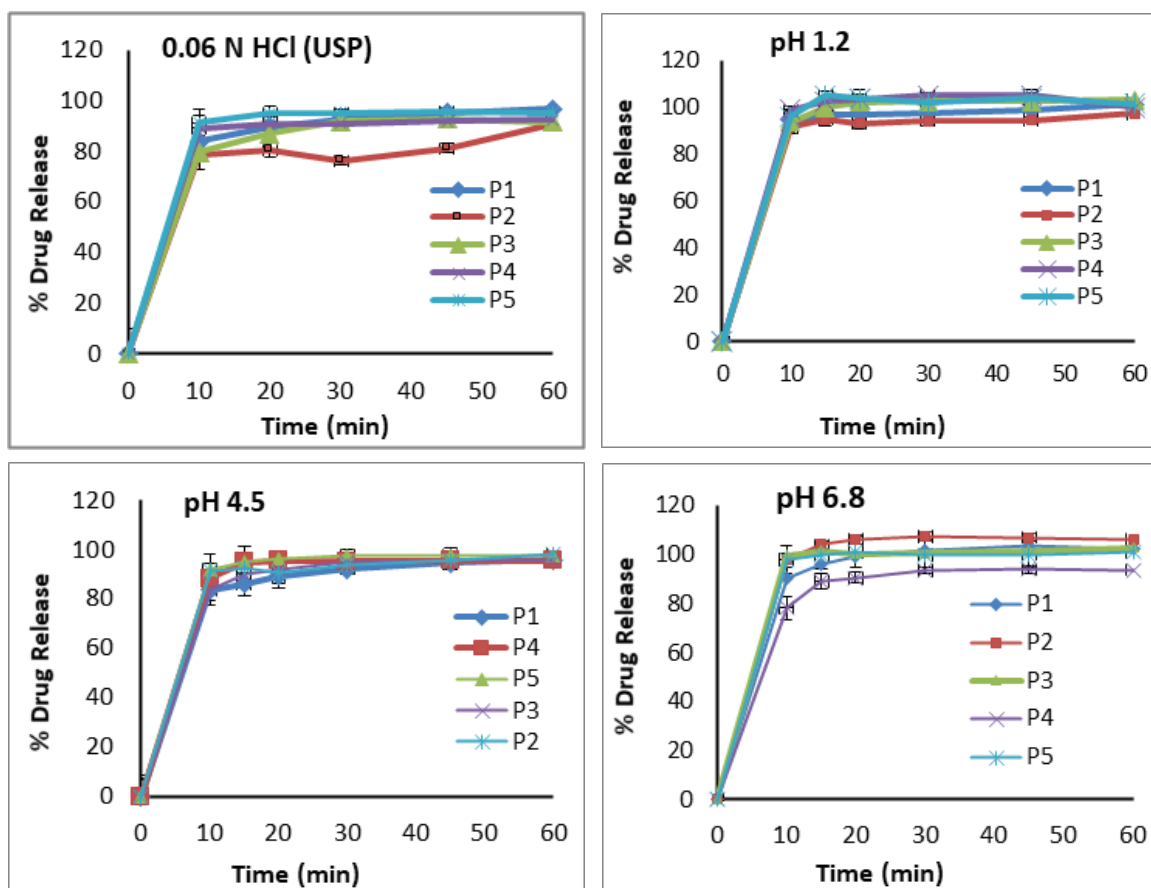 0.06 N HCl (USP)
% Drug Release
120
100
80
60
40
20
0
0 10 20 30 40 50 60
Time (min)
P1
P2
P3
P4
P5
pH 1.2
% Drug Release
120
100
80
60
40
20
0
0 10 20 30 40 50 60
Time (min)
P1
P2
P3
P4
P5
pH 4.5
% Drug Release
120
100
80
60
40
20
0
0 10 20 30 40 50 60
Time (min)
P1
P4
P5
P3
P2
pH 6.8
% Drug Release
120
100
80
60
40
20
0
0 10 20 30 40 50 60
Time (min)
P1
P2
P3
P4
P5